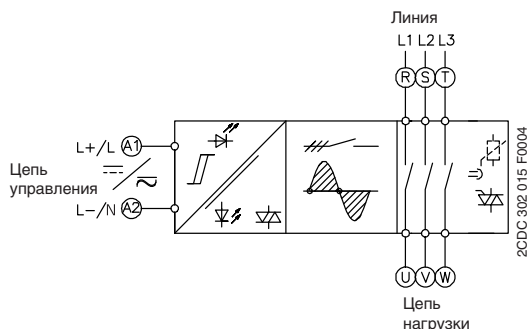 Линия
L1 L2 L3
R S T
L+/L A1
Цепь
управления
L–/N A2
2CDC 302 015 F0004
U V W
Цепь
нагрузки